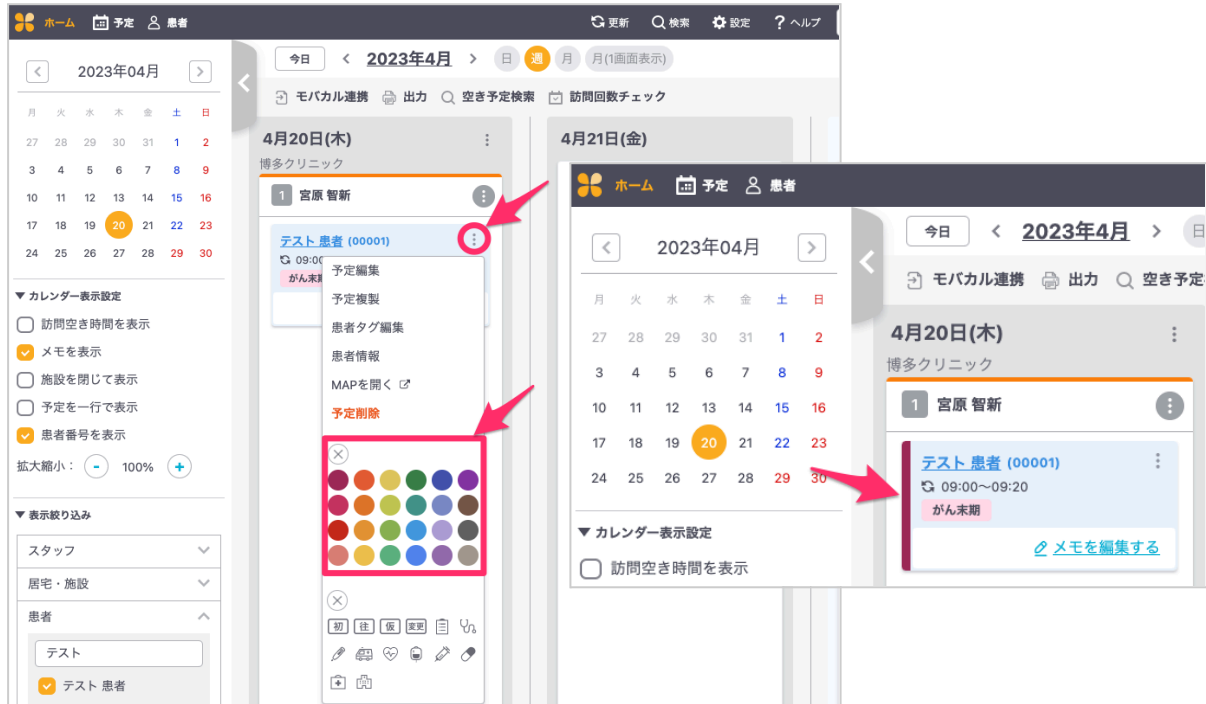 ホーム 予定 患者 更新 検索 設定 ? ヘルプ
2023年04月
月 火 水 木 金 土 日
27 28 29 30 31 1 2
3 4 5 6 7 8 9
10 11 12 13 14 15 16
17 18 19 20 21 22 23
24 25 26 27 28 29 30
▼ カレンダー表示設定
訪問空き時間を表示
メモを表示
施設を閉じて表示
予定を一行で表示
患者番号を表示
拡大縮小： - 100% +
▼ 表示絞り込み
スタッフ
居宅・施設
患者
テスト
テスト 患者
今日 < 2023年4月 > 日 週 月 月(1画面表示)
モバカル連携 出力 空き予定検索 訪問回数チェック
4月20日(木)
博多クリニック
1 宮原 智新
テスト 患者 (00001)
09:00
がん末期
予定編集
予定複製
患者タグ編集
患者情報
MAPを開く
予定削除
初 往 仮 変更
4月21日(金)
ホーム 予定 患者
2023年04月
月 火 水 木 金 土 日
27 28 29 30 31 1 2
3 4 5 6 7 8 9
10 11 12 13 14 15 16
17 18 19 20 21 22 23
24 25 26 27 28 29 30
▼ カレンダー表示設定
訪問空き時間を表示
今日 < 2023年4月 > 日
モバカル連携 出力 空き予定
4月20日(木)
博多クリニック
1 宮原 智新
テスト 患者 (00001)
09:00〜09:20
がん末期
メモを編集する